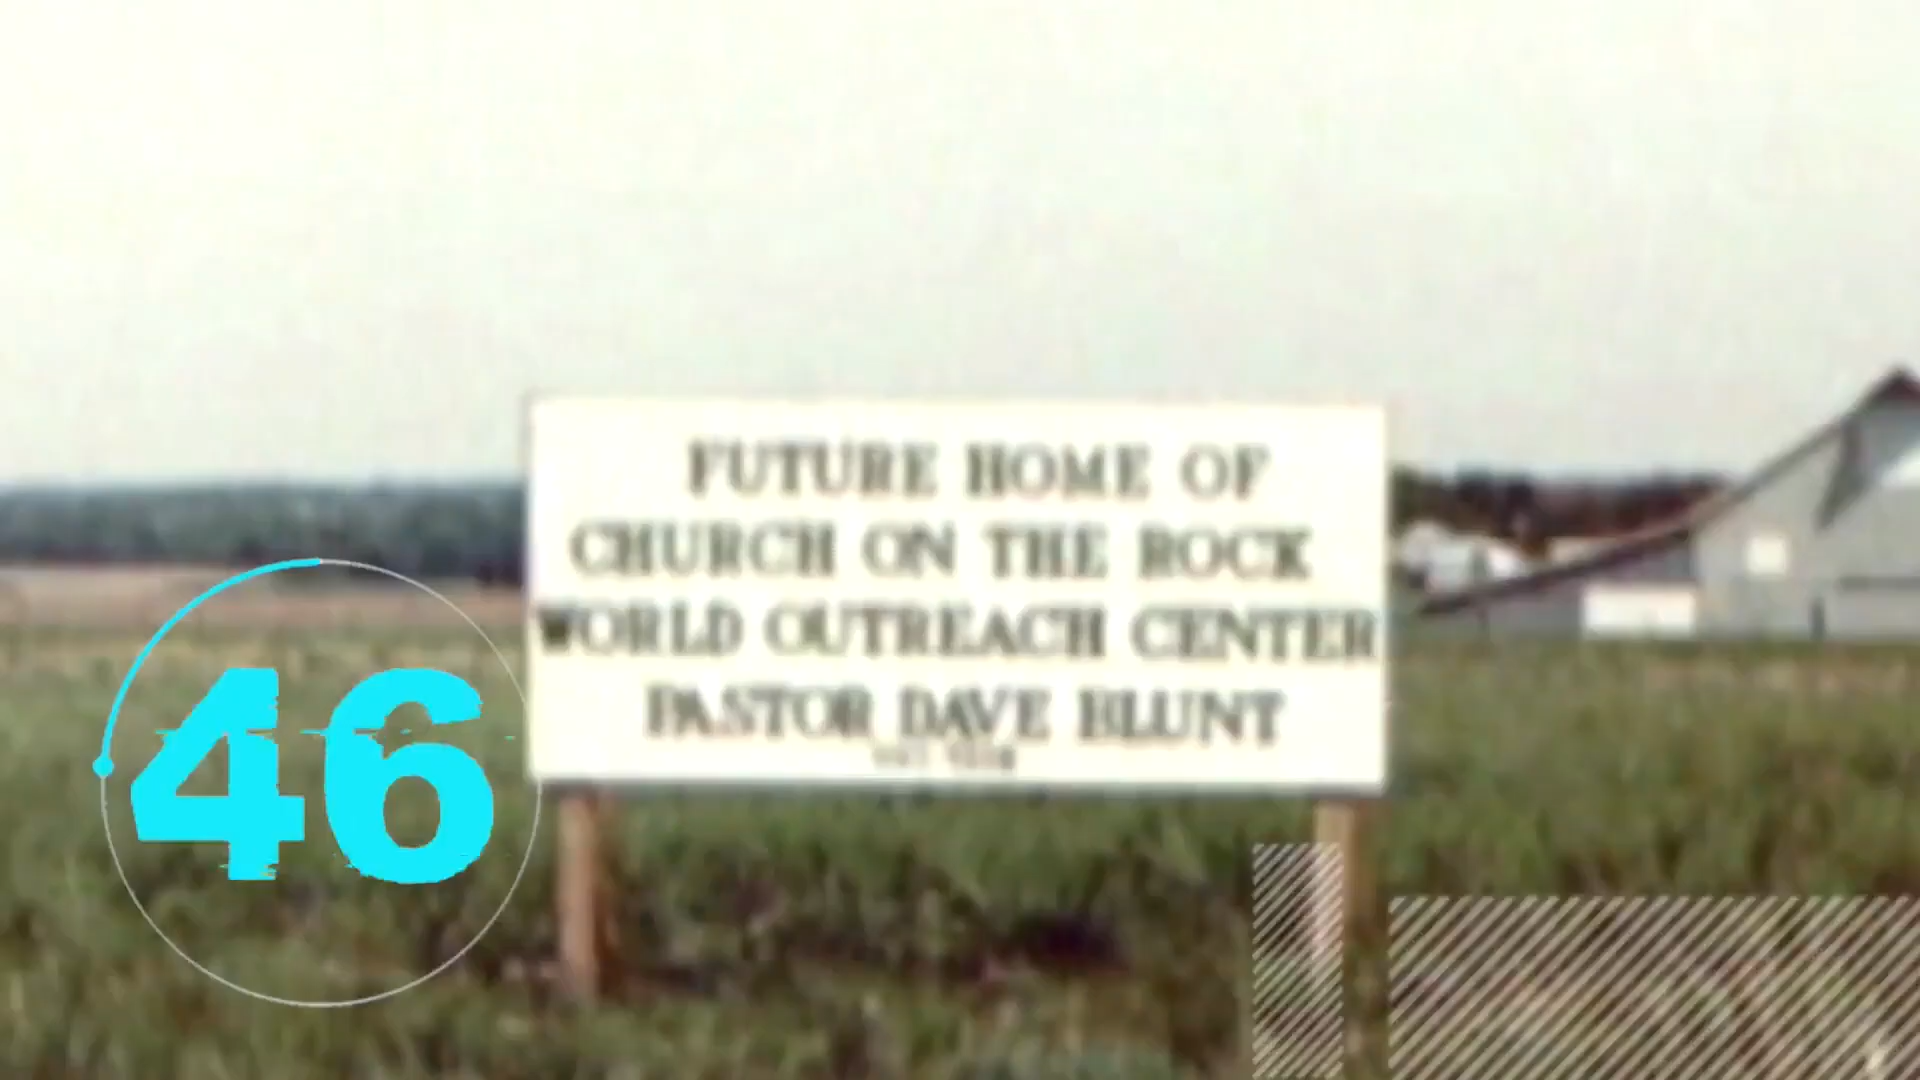 FUTURE HOME OF
CHURCH ON THE ROCK
WORLD OUTREACH CENTER
PASTOR DAVE BLUNT
46